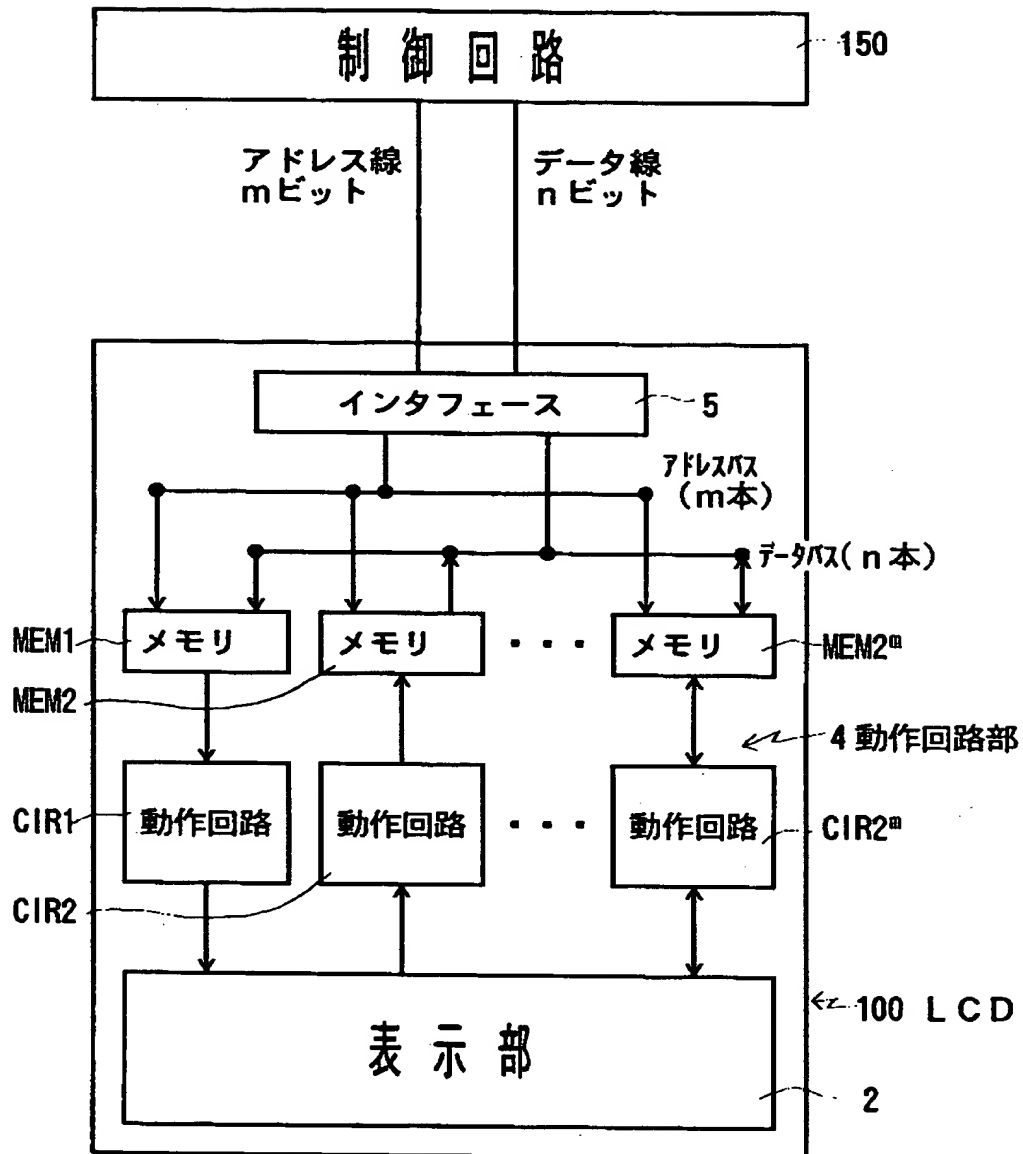 制御回路
150
アドレス線
mビット
データ線
nビット
インタフェース
5
アドレスバス
(m本)
データバス(n本)
MEM1
メモリ
メモリ
・・・
メモリ
MEM2ᵐ
MEM2
4 動作回路部
CIR1
動作回路
動作回路
・・・
動作回路
CIR2ᵐ
CIR2
100 LCD
表示部
2